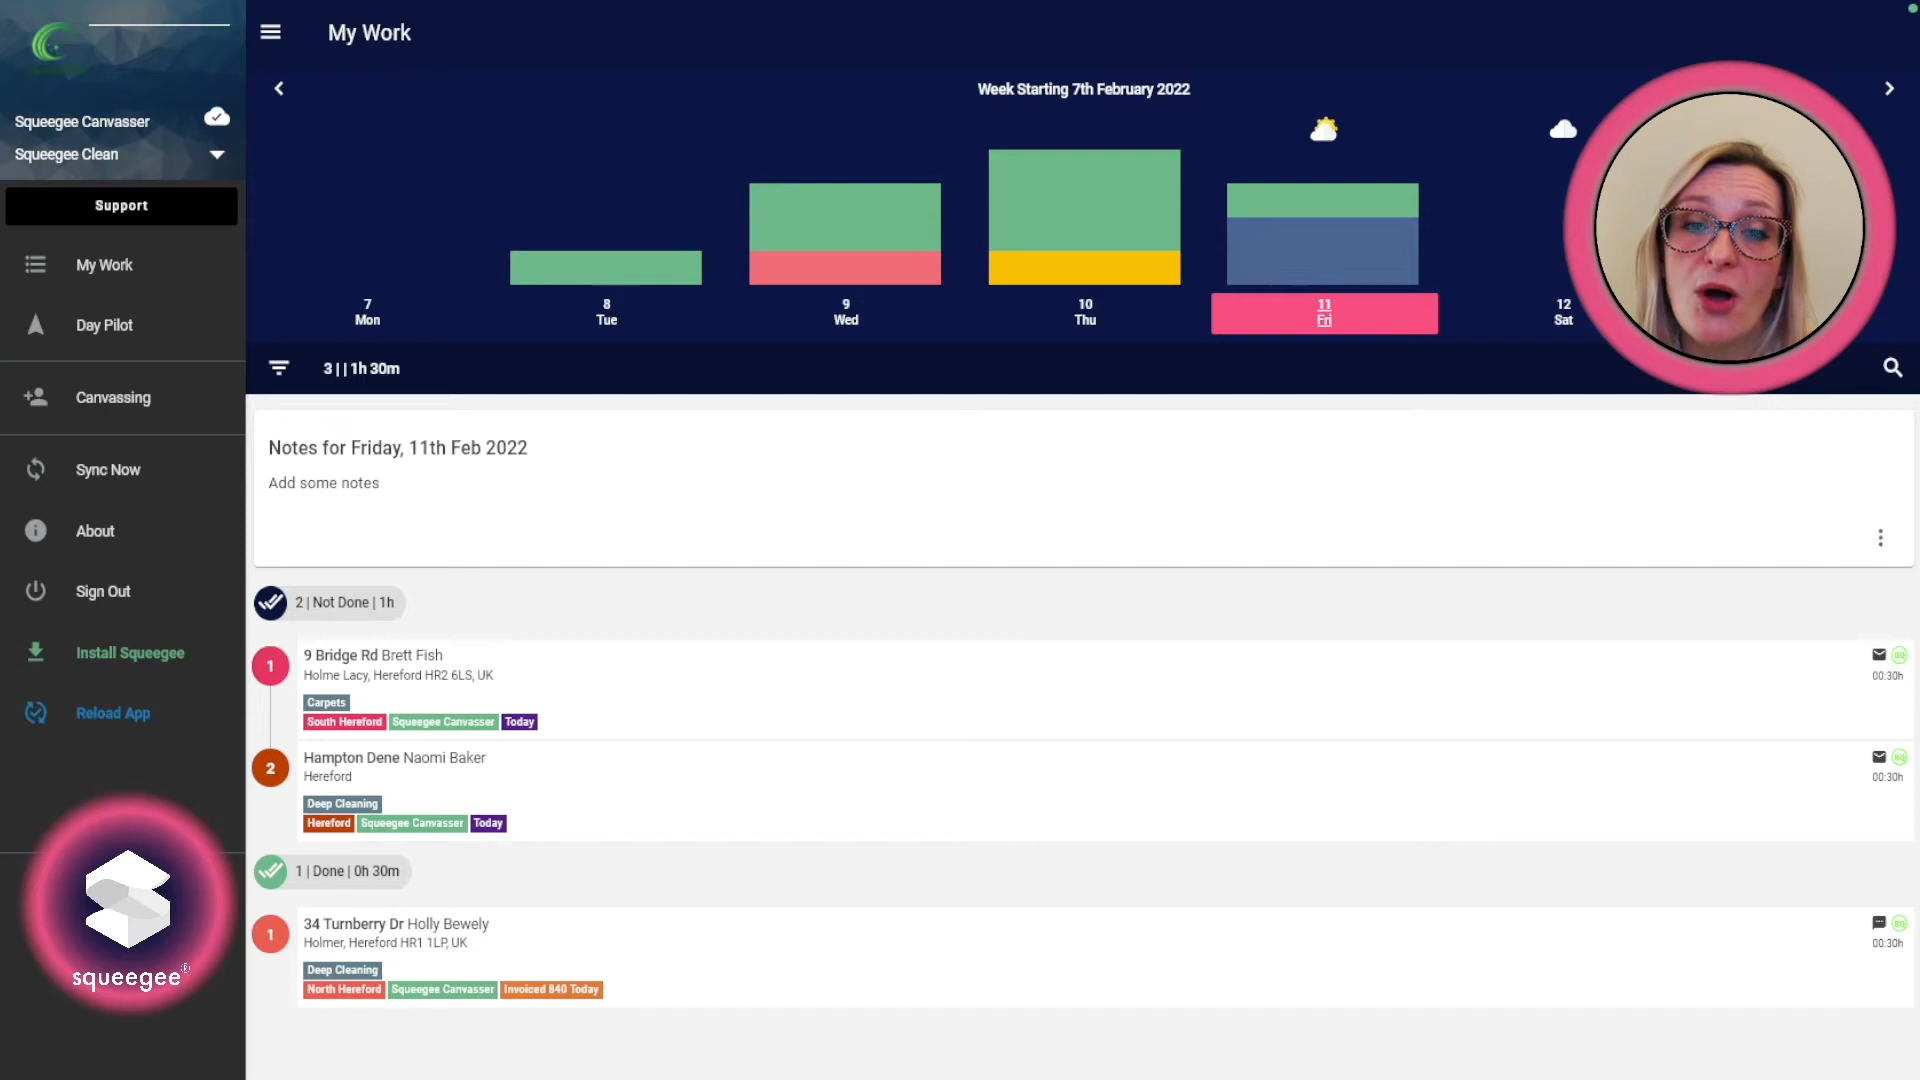 My Work
Week Starting 7th February 2022
Squeegee Canvasser
Squeegee Clean
Support
My Work
Day Pilot
Canvassing
Sync Now
About
Sign Out
Install Squeegee
Reload App
squeegee®
7
Mon
8
Tue
9
Wed
10
Thu
11
Fri
12
Sat
3 | | 1h 30m
Notes for Friday, 11th Feb 2022
Add some notes
2 | Not Done | 1h
1
9 Bridge Rd Brett Fish
Holme Lacy, Hereford HR2 6LS, UK
00:30h
Carpets
South Hereford Squeegee Canvasser Today
2
Hampton Dene Naomi Baker
Hereford
00:30h
Deep Cleaning
Hereford Squeegee Canvasser Today
1 | Done | 0h 30m
1
34 Turnberry Dr Holly Bewely
Holmer, Hereford HR1 1LP, UK
00:30h
Deep Cleaning
North Hereford Squeegee Canvasser Invoiced 840 Today